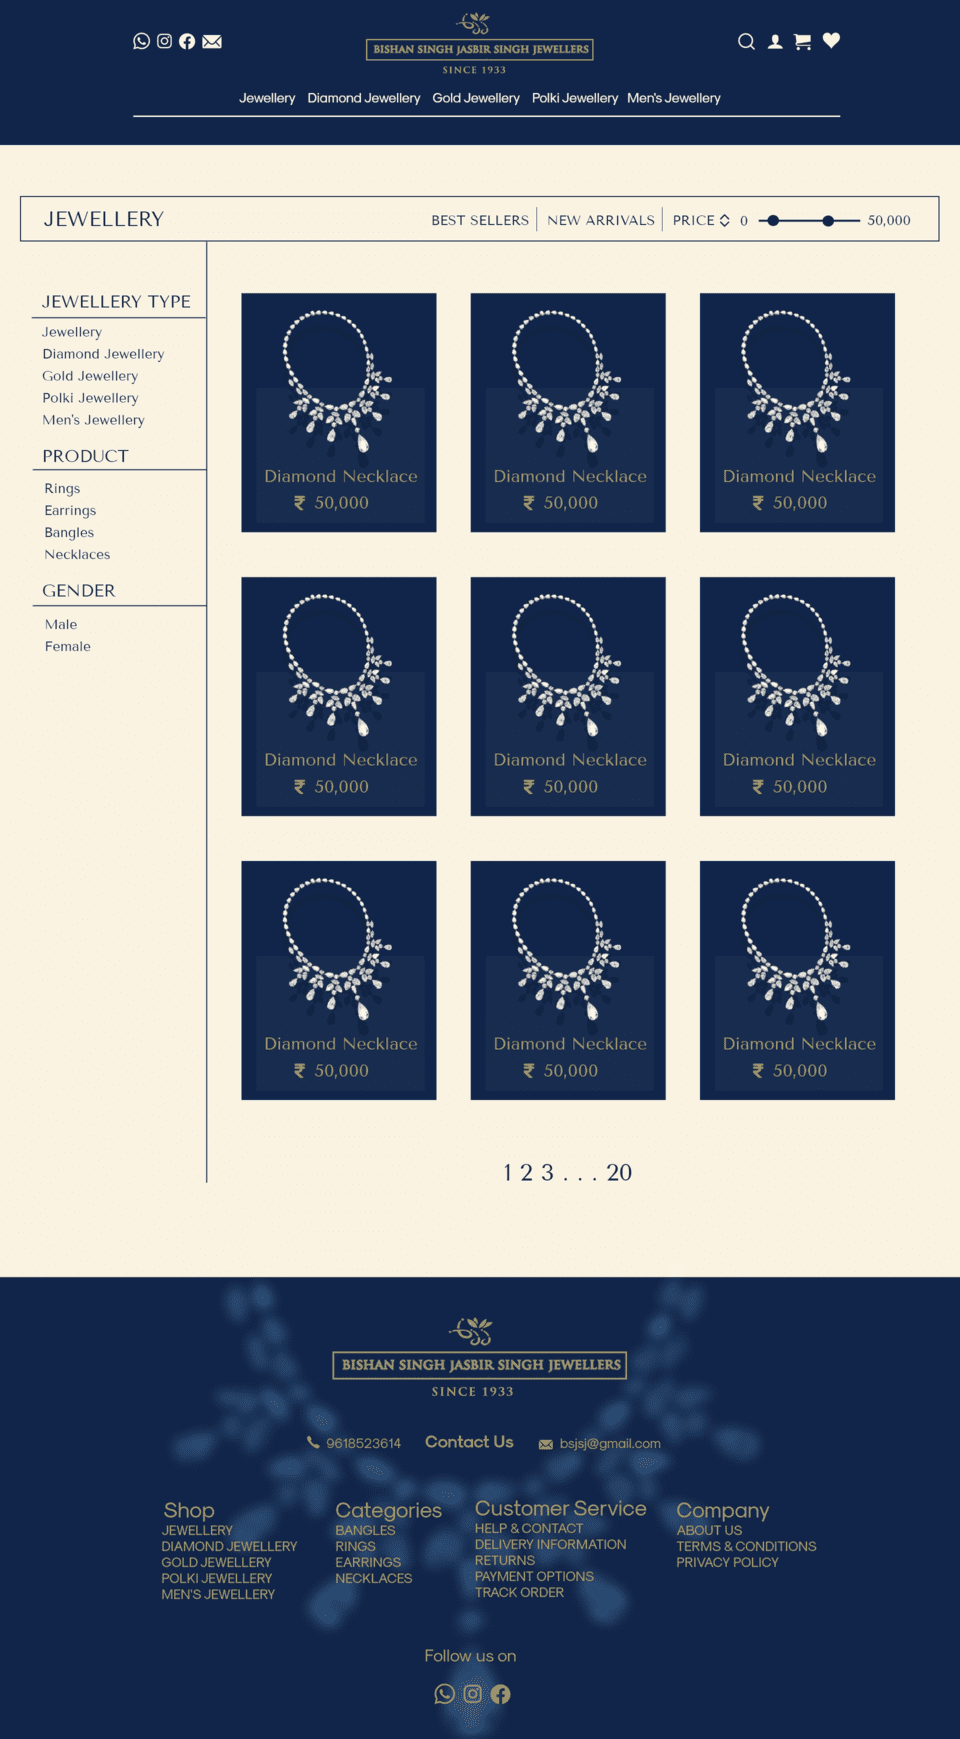 BISHAN SINGH JASBIR SINGH JEWELLERS
SINCE 1933
Jewellery Diamond Jewellery Gold Jewellery Polki Jewellery Men's Jewellery
JEWELLERY BEST SELLERS NEW ARRIVALS PRICE 0 50,000
JEWELLERY TYPE
Jewellery
Diamond Jewellery
Gold Jewellery
Polki Jewellery
Men's Jewellery
PRODUCT
Rings
Earrings
Bangles
Necklaces
GENDER
Male
Female
Diamond Necklace Diamond Necklace Diamond Necklace
₹ 50,000 ₹ 50,000 ₹ 50,000
Diamond Necklace Diamond Necklace Diamond Necklace
₹ 50,000 ₹ 50,000 ₹ 50,000
Diamond Necklace Diamond Necklace Diamond Necklace
₹ 50,000 ₹ 50,000 ₹ 50,000
1 2 3 . . . 20
BISHAN SINGH JASBIR SINGH JEWELLERS
SINCE 1933
9618523614 Contact Us bsjsj@gmail.com
Shop
JEWELLERY
DIAMOND JEWELLERY
GOLD JEWELLERY
POLKI JEWELLERY
MEN'S JEWELLERY
Categories
BANGLES
RINGS
EARRINGS
NECKLACES
Customer Service
HELP & CONTACT
DELIVERY INFORMATION
RETURNS
PAYMENT OPTIONS
TRACK ORDER
Company
ABOUT US
TERMS & CONDITIONS
PRIVACY POLICY
Follow us on